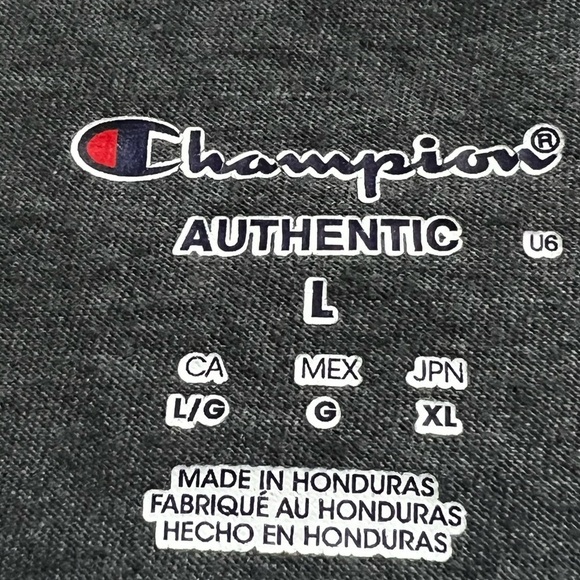 Champion®
AUTHENTIC U6
L
CA MEX JPN
L/G G XL
MADE IN HONDURAS
FABRIQUÉ AU HONDURAS
HECHO EN HONDURAS